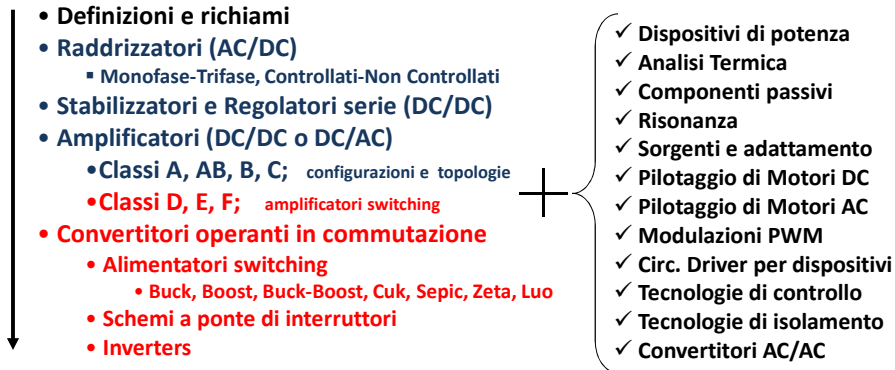 • Definizioni e richiami
• Raddrizzatori (AC/DC)
▪ Monofase-Trifase, Controllati-Non Controllati
• Stabilizzatori e Regolatori serie (DC/DC)
• Amplificatori (DC/DC o DC/AC)
•Classi A, AB, B, C; configurazioni e topologie
•Classi D, E, F; amplificatori switching
• Convertitori operanti in commutazione
• Alimentatori switching
• Buck, Boost, Buck-Boost, Cuk, Sepic, Zeta, Luo
• Schemi a ponte di interruttori
• Inverters
✓ Dispositivi di potenza
✓ Analisi Termica
✓ Componenti passivi
✓ Risonanza
✓ Sorgenti e adattamento
✓ Pilotaggio di Motori DC
✓ Pilotaggio di Motori AC
✓ Modulazioni PWM
✓ Circ. Driver per dispositivi
✓ Tecnologie di controllo
✓ Tecnologie di isolamento
✓ Convertitori AC/AC